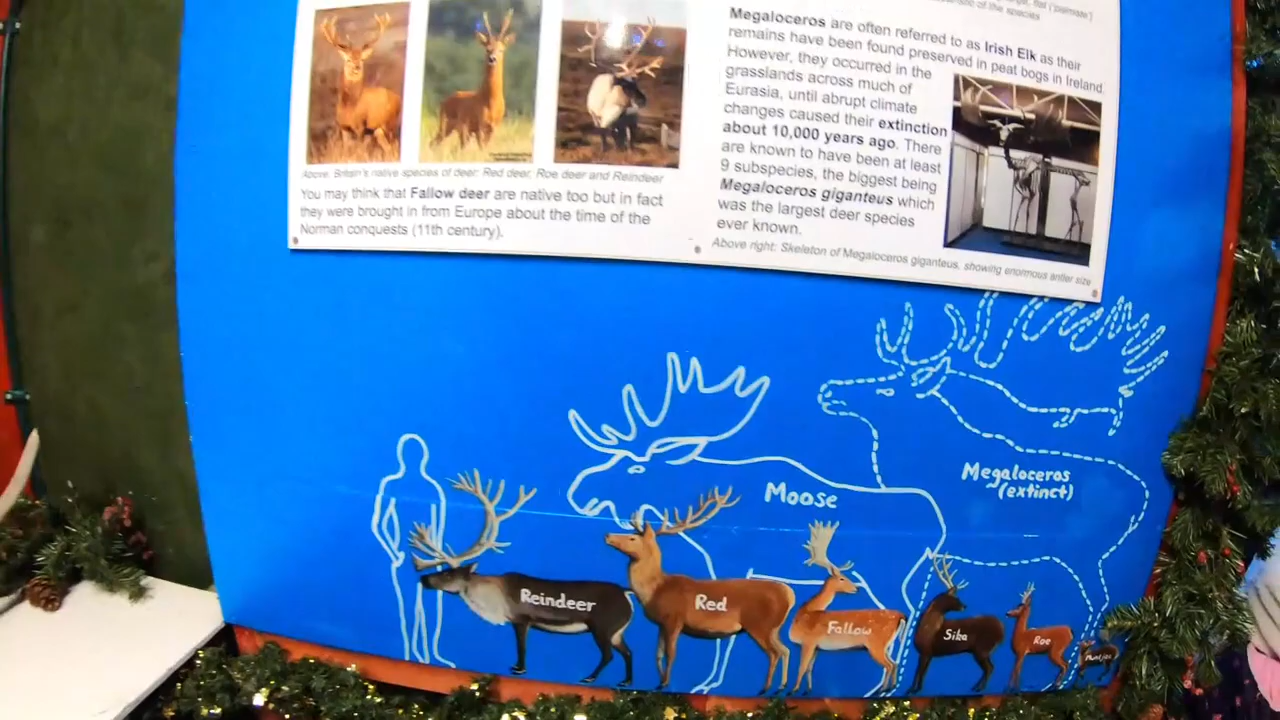 Above: Britain's native species of deer: Red deer, Roe deer and Reindeer
You may think that Fallow deer are native too but in fact
they were brought in from Europe about the time of the
Norman conquests (11th century).
flat ('palmate')
of the species
Megaloceros are often referred to as Irish Elk as their
remains have been found preserved in peat bogs in Ireland.
However, they occurred in the
grasslands across much of
Eurasia, until abrupt climate
changes caused their extinction
about 10,000 years ago. There
are known to have been at least
9 subspecies, the biggest being
Megaloceros giganteus which
was the largest deer species
ever known.
Above right: Skeleton of Megaloceros giganteus, showing enormous antler size
Megaloceros
(extinct)
Moose
Reindeer
Red
Fallow
Sika
Roe
Muntjac